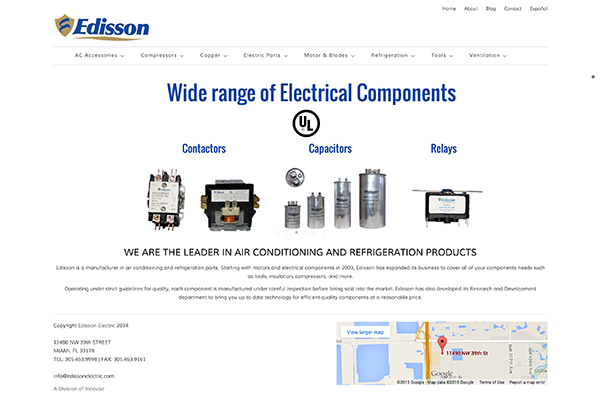 Home About Blog Contact Español
Edisson
AC Accessories Compressors Copper Electric Parts Motor & Blades Refrigeration Tools Ventilation
Wide range of Electrical Components
UL
Contactors Capacitors Relays
Edisson
WE ARE THE LEADER IN AIR CONDITIONING AND REFRIGERATION PRODUCTS
Edisson is a manufacturer in air conditioning and refrigeration parts. Starting with motors and electrical components in 2003, Edisson has expanded its business to cover all of your components needs such
as tools, insulation, compressors, and more.
Operating under strict guidelines for quality, each component is manufactured under careful inspection before being sold into the market. Edisson has also developed its Research and Development
department to bring you up to date technology for efficient quality components at a reasonable price.
Copyright Edisson Electric 2014
11490 NW 39th STREET
MIAMI, FL 33178
TEL: 305.463.9998 | FAX: 305.463.9161
info@edissonelectric.com
A Division of Innovair
View larger map
11490 NW 39th St
Google
©2015 Google - Map data ©2015 Google Terms of Use Report a map error